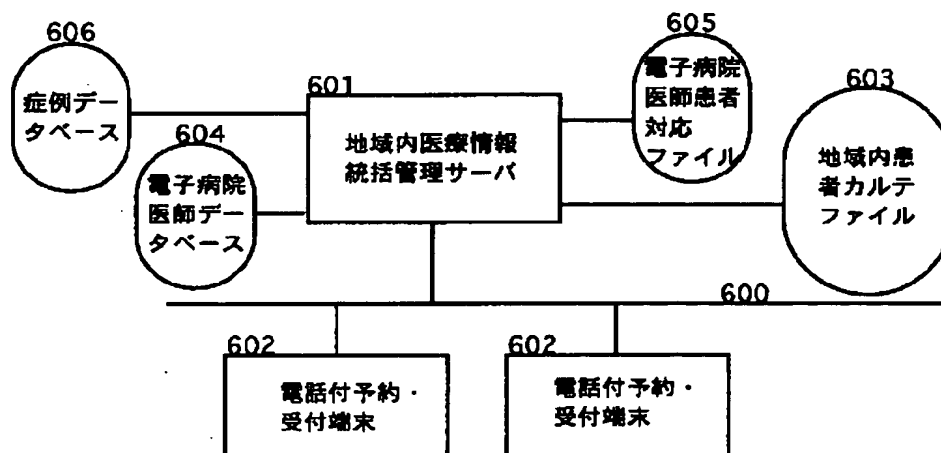 606
症例デー
タベース
601
地域内医療情報
統括管理サーバ
605
電子病院
医師患者
対応
ファイル
603
地域内患
者カルテ
ファイル
604
電子病院
医師デー
タベース
600
602
電話付予約・
受付端末
602
電話付予約・
受付端末